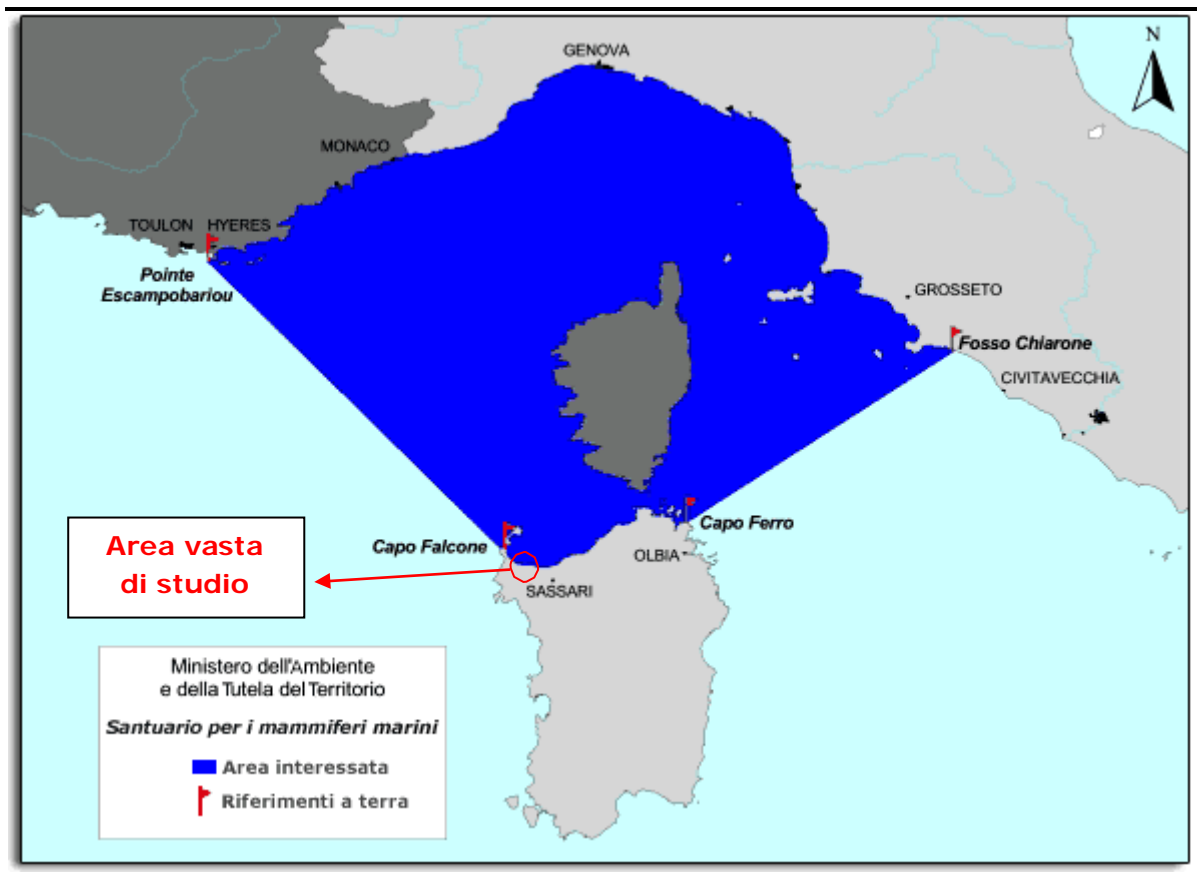 N
GENOVA
MONACO
TOULON HYERES
Pointe
Escampobariou
GROSSETO
Fosso Chiarone
CIVITAVECCHIA
Capo Ferro
Capo Falcone
OLBIA
SASSARI
Area vasta
di studio
Ministero dell'Ambiente
e della Tutela del Territorio
Santuario per i mammiferi marini
Area interessata
Riferimenti a terra